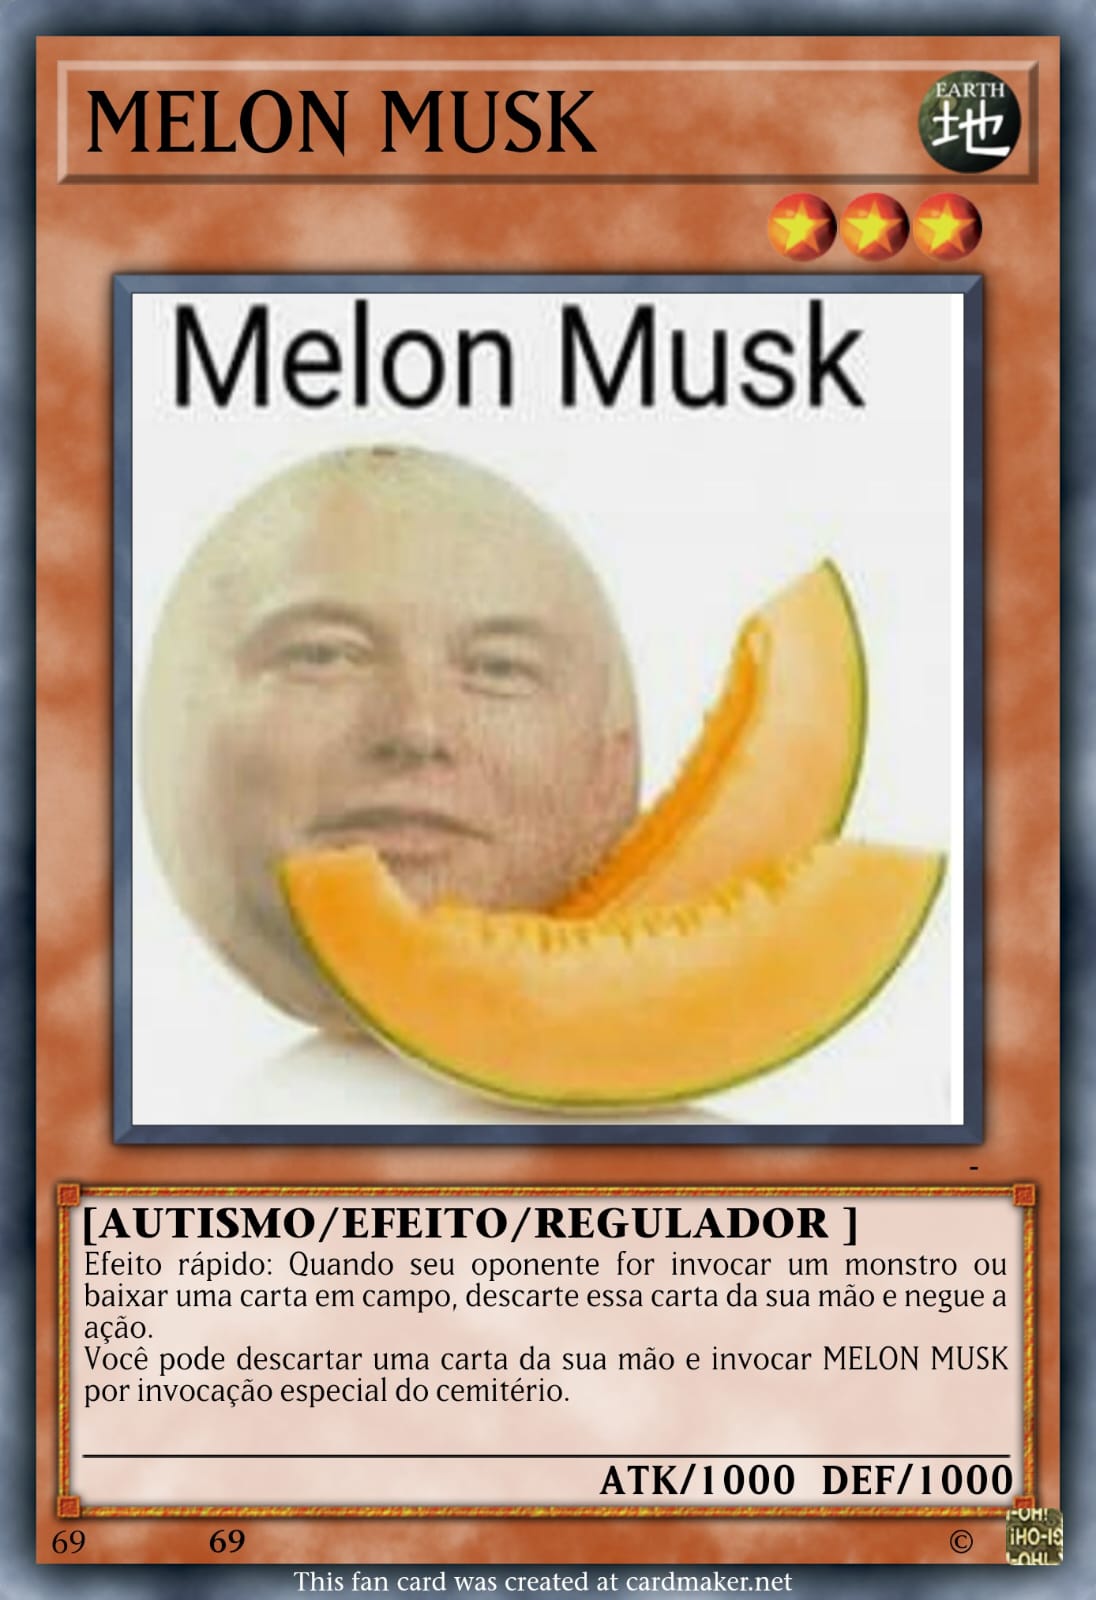 MELON MUSK
EARTH
地
Melon Musk
-
[AUTISMO/EFEITO/REGULADOR ]
Efeito rápido: Quando seu oponente for invocar um monstro ou
baixar uma carta em campo, descarte essa carta da sua mão e negue a
ação.
Você pode descartar uma carta da sua mão e invocar MELON MUSK
por invocação especial do cemitério.
ATK/1000 DEF/1000
69 69 ©
This fan card was created at cardmaker.net